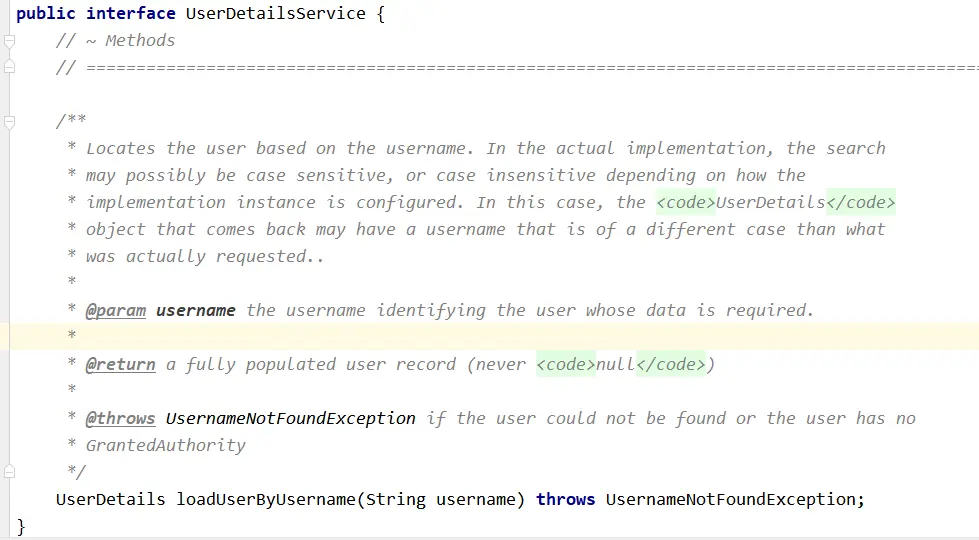 public interface UserDetailsService {
// ~ Methods
// ==========================================================================================
/**
* Locates the user based on the username. In the actual implementation, the search
* may possibly be case sensitive, or case insensitive depending on how the
* implementation instance is configured. In this case, the <code>UserDetails</code>
* object that comes back may have a username that is of a different case than what
* was actually requested..
*
* @param username the username identifying the user whose data is required.
*
* @return a fully populated user record (never <code>null</code>)
*
* @throws UsernameNotFoundException if the user could not be found or the user has no
* GrantedAuthority
*/
UserDetails loadUserByUsername(String username) throws UsernameNotFoundException;
}